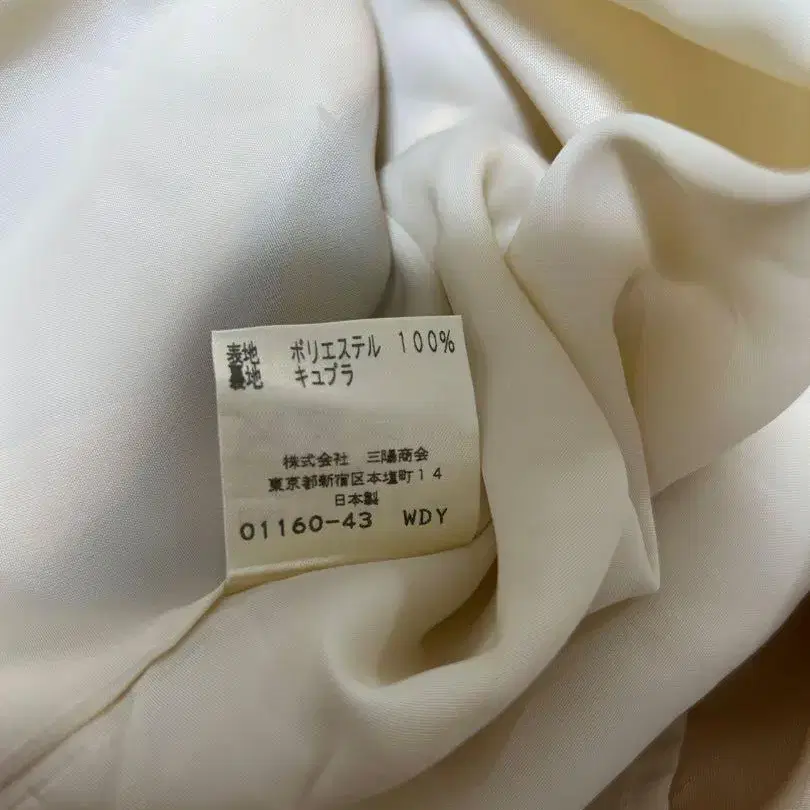 表地 ポリエステル 100%
裏地 キュプラ
株式会社 三陽商会
東京都新宿区本塩町14
日本製
01160-43 WDY